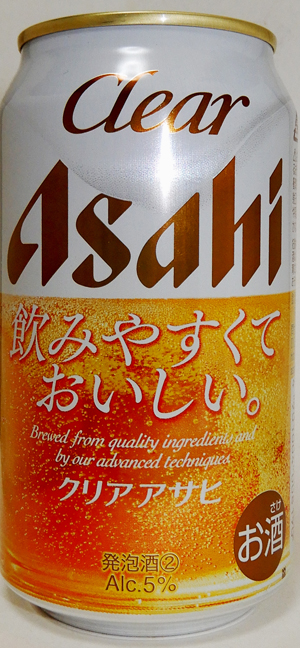 Clear
Asahi
飲みやすくて
おいしい。
Brewed from quality ingredients and
by our advanced techniques.
クリアアサヒ
さけ
お酒
発泡酒②
Alc.5%